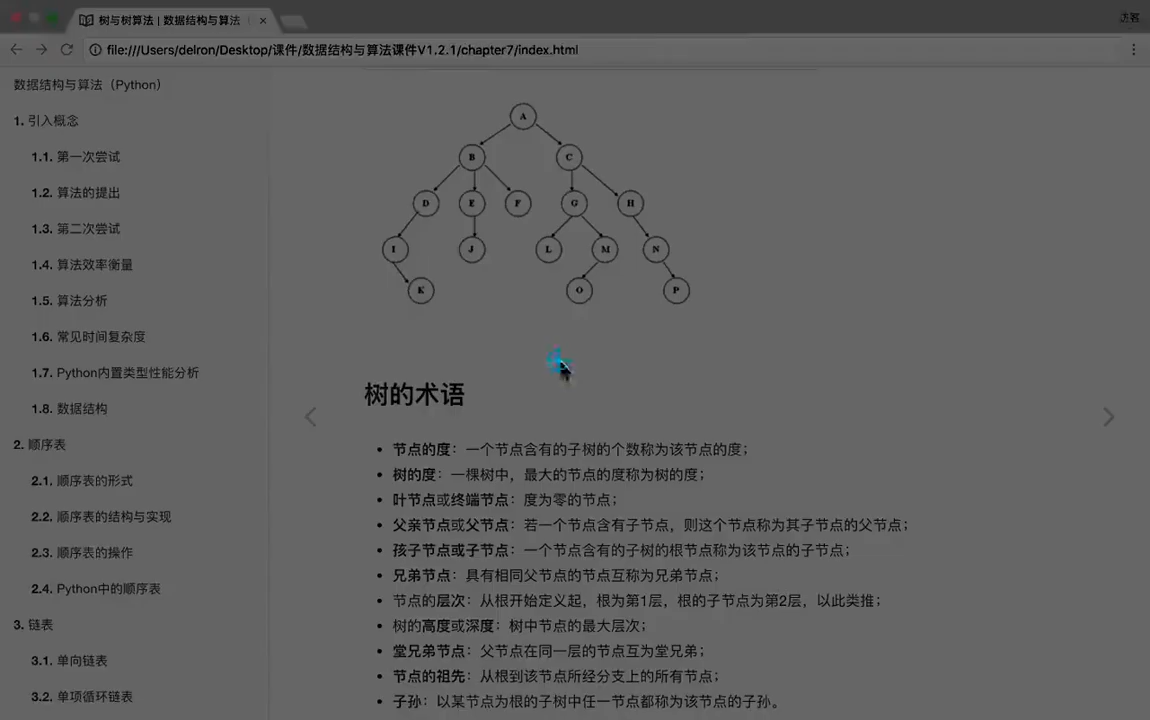 树与树算法 | 数据结构与算法
访客
file:///Users/delron/Desktop/课件/数据结构与算法课件V1.2.1/chapter7/index.html
数据结构与算法（Python）
1. 引入概念
1.1. 第一次尝试
1.2. 算法的提出
1.3. 第二次尝试
1.4. 算法效率衡量
1.5. 算法分析
1.6. 常见时间复杂度
1.7. Python内置类型性能分析
1.8. 数据结构
2. 顺序表
2.1. 顺序表的形式
2.2. 顺序表的结构与实现
2.3. 顺序表的操作
2.4. Python中的顺序表
3. 链表
3.1. 单向链表
3.2. 单项循环链表
A
B C
D E F G H
I J L M N
K O P
树的术语
• 节点的度：一个节点含有的子树的个数称为该节点的度；
• 树的度：一棵树中，最大的节点的度称为树的度；
• 叶节点或终端节点：度为零的节点；
• 父亲节点或父节点：若一个节点含有子节点，则这个节点称为其子节点的父节点；
• 孩子节点或子节点：一个节点含有的子树的根节点称为该节点的子节点；
• 兄弟节点：具有相同父节点的节点互称为兄弟节点；
• 节点的层次：从根开始定义起，根为第1层，根的子节点为第2层，以此类推；
• 树的高度或深度：树中节点的最大层次；
• 堂兄弟节点：父节点在同一层的节点互为堂兄弟；
• 节点的祖先：从根到该节点所经分支上的所有节点；
• 子孙：以某节点为根的子树中任一节点都称为该节点的子孙。